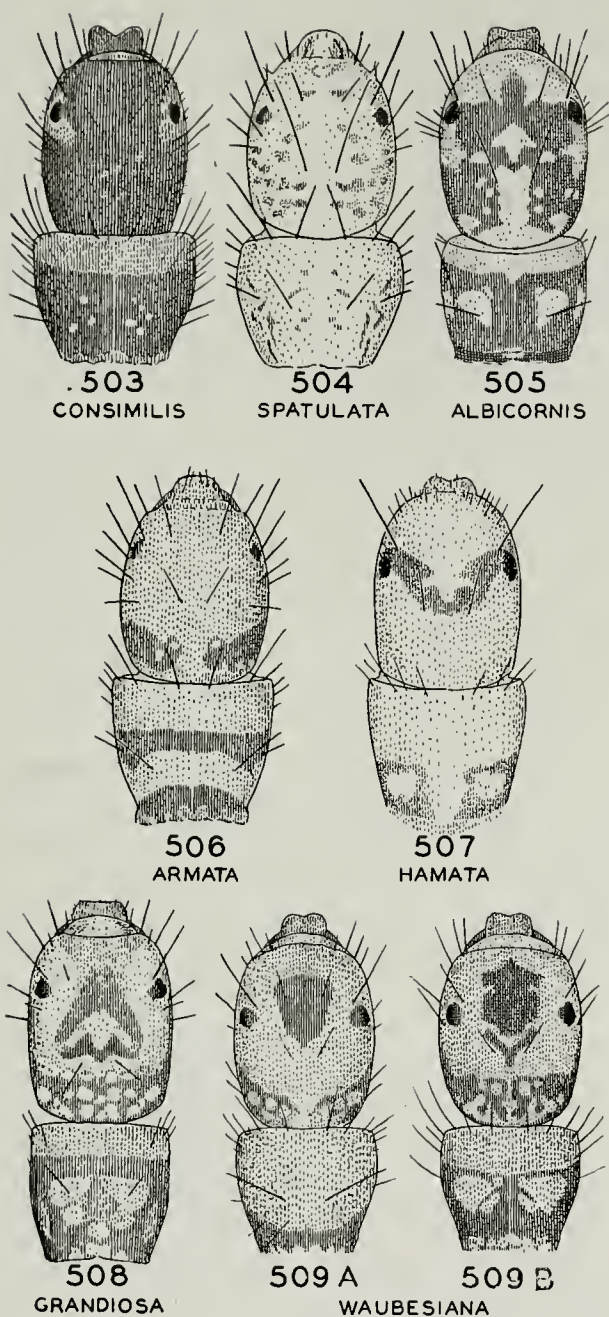 .503 504 505
CONSIMILIS SPATULATA ALBICORNIS
506 507
ARMATA HAMATA
508 509 A 509 B
GRANDIOSA WAUBESIANA